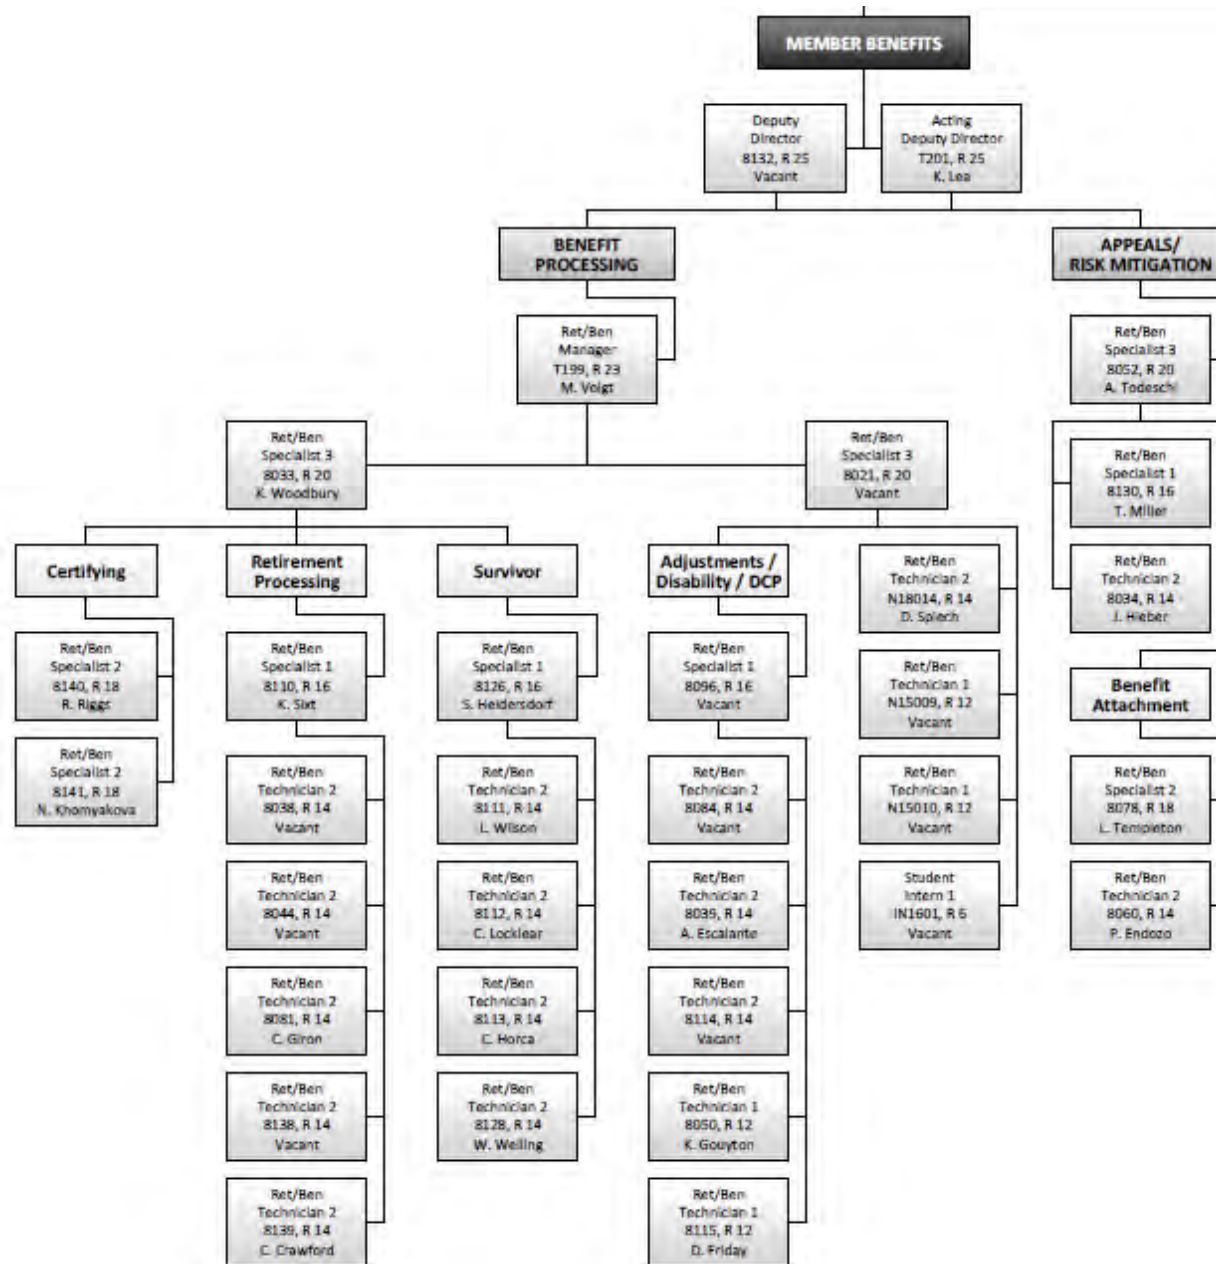 MEMBER BENEFITS
Deputy
Director
8132, R 25
Vacant
Acting
Deputy Director
T201, R 25
K. Lea
BENEFIT
PROCESSING
APPEALS/
RISK MITIGATION
Ret/Ben
Manager
T199, R 23
M. Voigt
Ret/Ben
Specialist 3
8052, R 20
A. Todeschi
Ret/Ben
Specialist 3
8033, R 20
K. Woodbury
Ret/Ben
Specialist 3
8021, R 20
Vacant
Ret/Ben
Specialist 1
8130, R 16
T. Miller
Ret/Ben
Technician 2
8034, R 14
J. Hieber
Certifying
Retirement
Processing
Survivor
Adjustments /
Disability / DCP
Ret/Ben
Technician 2
N18014, R 14
D. Spiech
Ret/Ben
Specialist 2
8140, R 18
R. Riggs
Ret/Ben
Specialist 2
8141, R 18
N. Khomyakova
Ret/Ben
Specialist 1
8110, R 16
K. Sixt
Ret/Ben
Technician 2
8038, R 14
Vacant
Ret/Ben
Technician 2
8044, R 14
Vacant
Ret/Ben
Technician 2
8081, R 14
C. Giron
Ret/Ben
Technician 2
8138, R 14
Vacant
Ret/Ben
Technician 2
8139, R 14
C. Crawford
Ret/Ben
Specialist 1
8126, R 16
S. Heidersdorf
Ret/Ben
Technician 2
8111, R 14
L. Wilson
Ret/Ben
Technician 2
8112, R 14
C. Locklear
Ret/Ben
Technician 2
8113, R 14
C. Horca
Ret/Ben
Technician 2
8128, R 14
W. Welling
Ret/Ben
Specialist 1
8096, R 16
Vacant
Ret/Ben
Technician 2
8084, R 14
Vacant
Ret/Ben
Technician 2
8039, R 14
A. Escalante
Ret/Ben
Technician 2
8114, R 14
Vacant
Ret/Ben
Technician 1
8050, R 12
K. Gouyton
Ret/Ben
Technician 1
8115, R 12
D. Friday
Ret/Ben
Technician 1
N15009, R 12
Vacant
Ret/Ben
Technician 1
N15010, R 12
Vacant
Student
Intern 1
IN1601, R 6
Vacant
Benefit
Attachment
Ret/Ben
Specialist 2
8078, R 18
L. Templeton
Ret/Ben
Technician 2
8060, R 14
P. Endozo